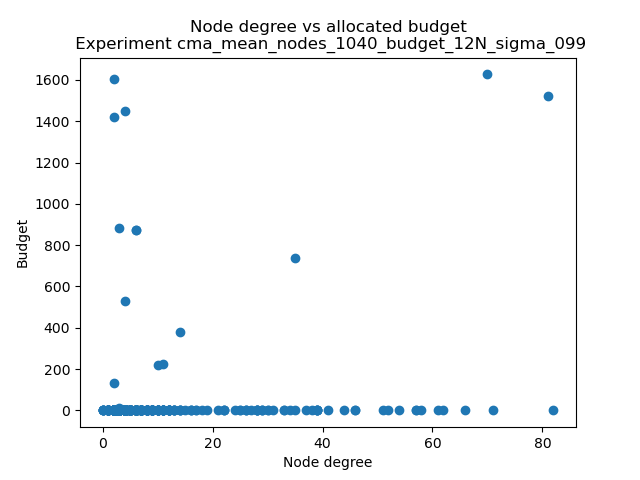 Node degree vs allocated budget
Experiment cma_mean_nodes_1040_budget_12N_sigma_099
1600
1400
1200
1000
800
600
400
200
0
Budget
0 20 40 60 80
Node degree